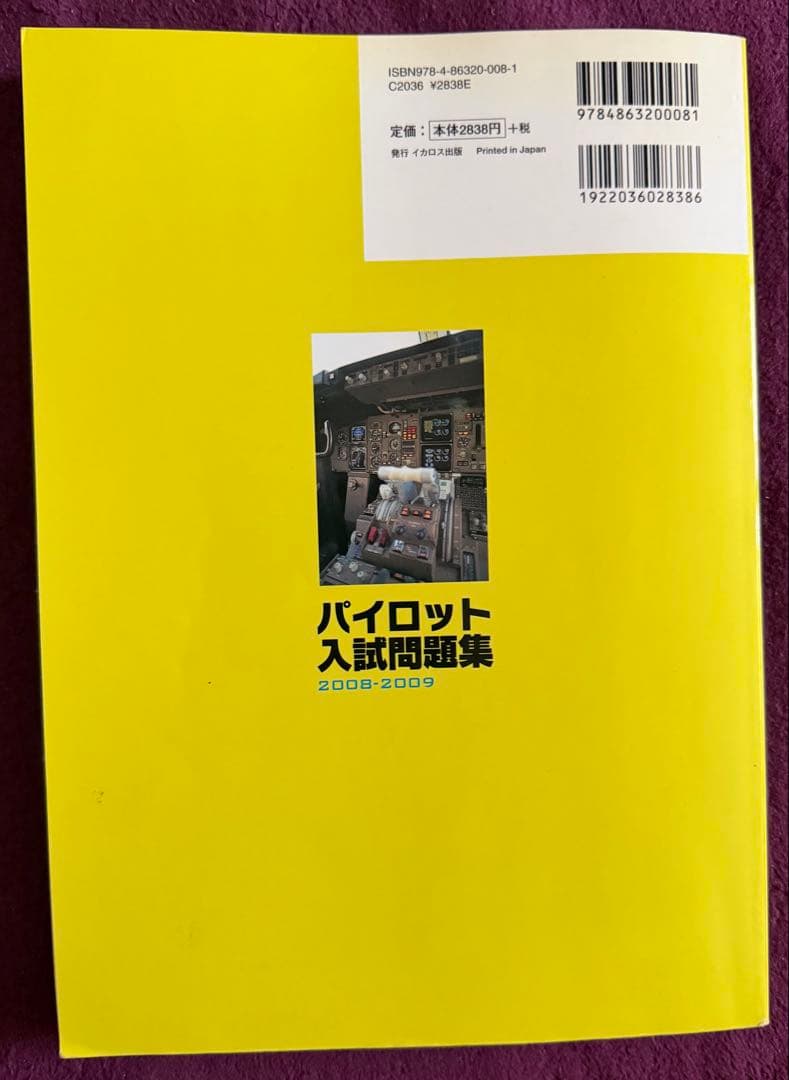 ISBN978-4-86320-008-1
C2036 ¥2838E
定価：本体2838円+税
発行 イカロス出版 Printed in Japan
9784863200081
1922036028386
パイロット
入試問題集
2008-2009